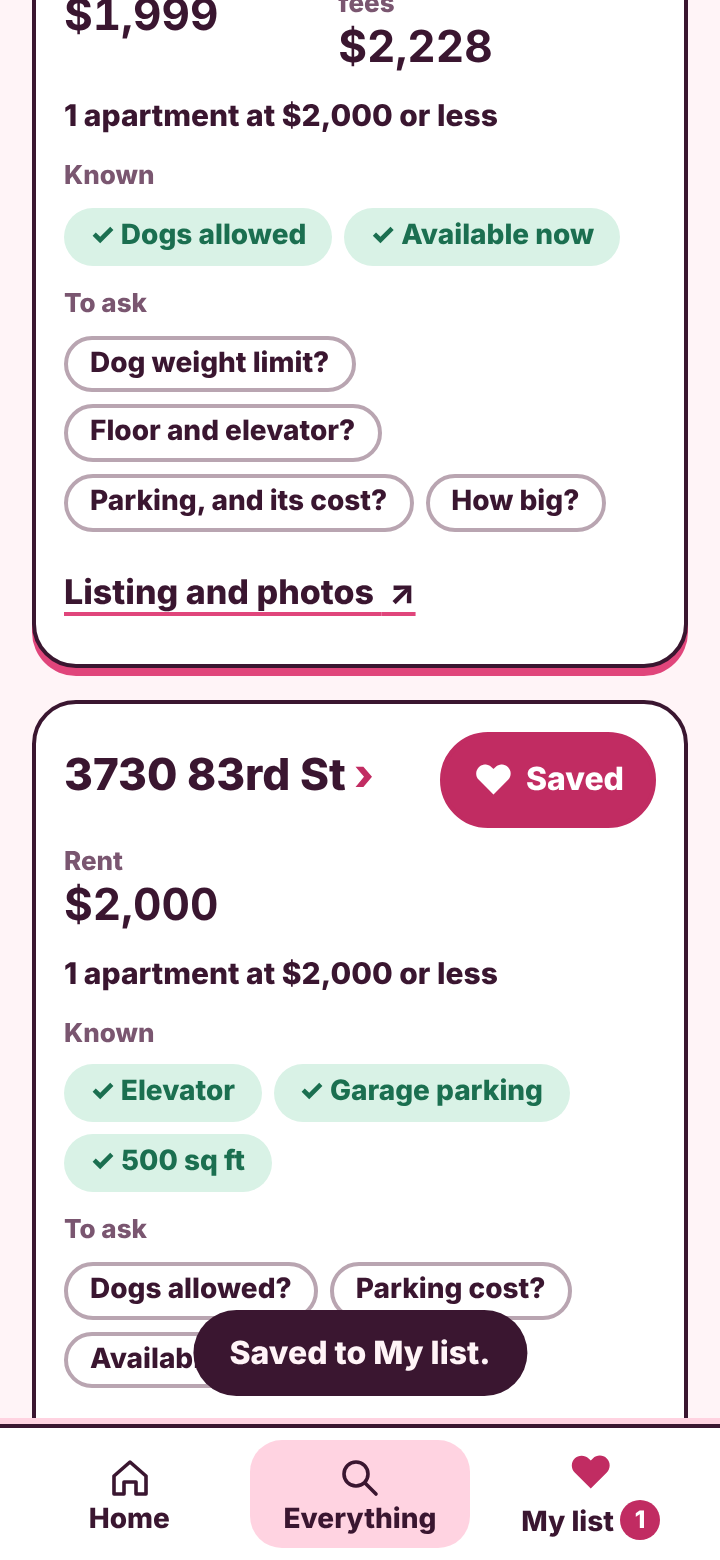 $1,999
fees
$2,228
1 apartment at $2,000 or less
Known
✓ Dogs allowed
✓ Available now
To ask
Dog weight limit?
Floor and elevator?
Parking, and its cost?
How big?
Listing and photos ↗
3730 83rd St ›
Saved
Rent
$2,000
1 apartment at $2,000 or less
Known
✓ Elevator
✓ Garage parking
✓ 500 sq ft
To ask
Dogs allowed?
Parking cost?
Saved to My list.
Home
Everything
My list 1